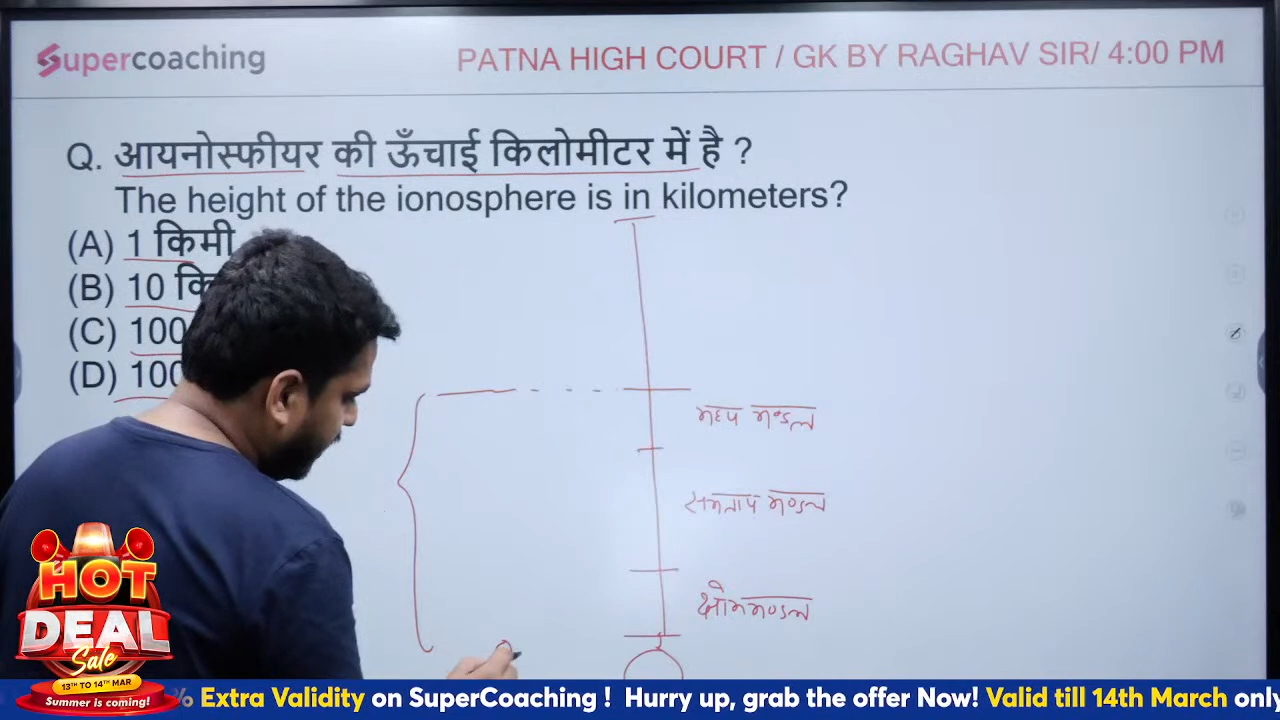 Supercoaching
PATNA HIGH COURT / GK BY RAGHAV SIR/ 4:00 PM
Q. आयनोस्फीयर की ऊँचाई किलोमीटर में है ?
The height of the ionosphere is in kilometers?
(A) 1 किमी
(B) 10
(C) 100
(D)
मध्य मण्डल
समताप मण्डल
क्षोभमण्डल
HOT
DEAL
Sale
13TH TO 14TH MAR
Summer is coming!
% Extra Validity on SuperCoaching ! Hurry up, grab the offer Now! Valid till 14th March only